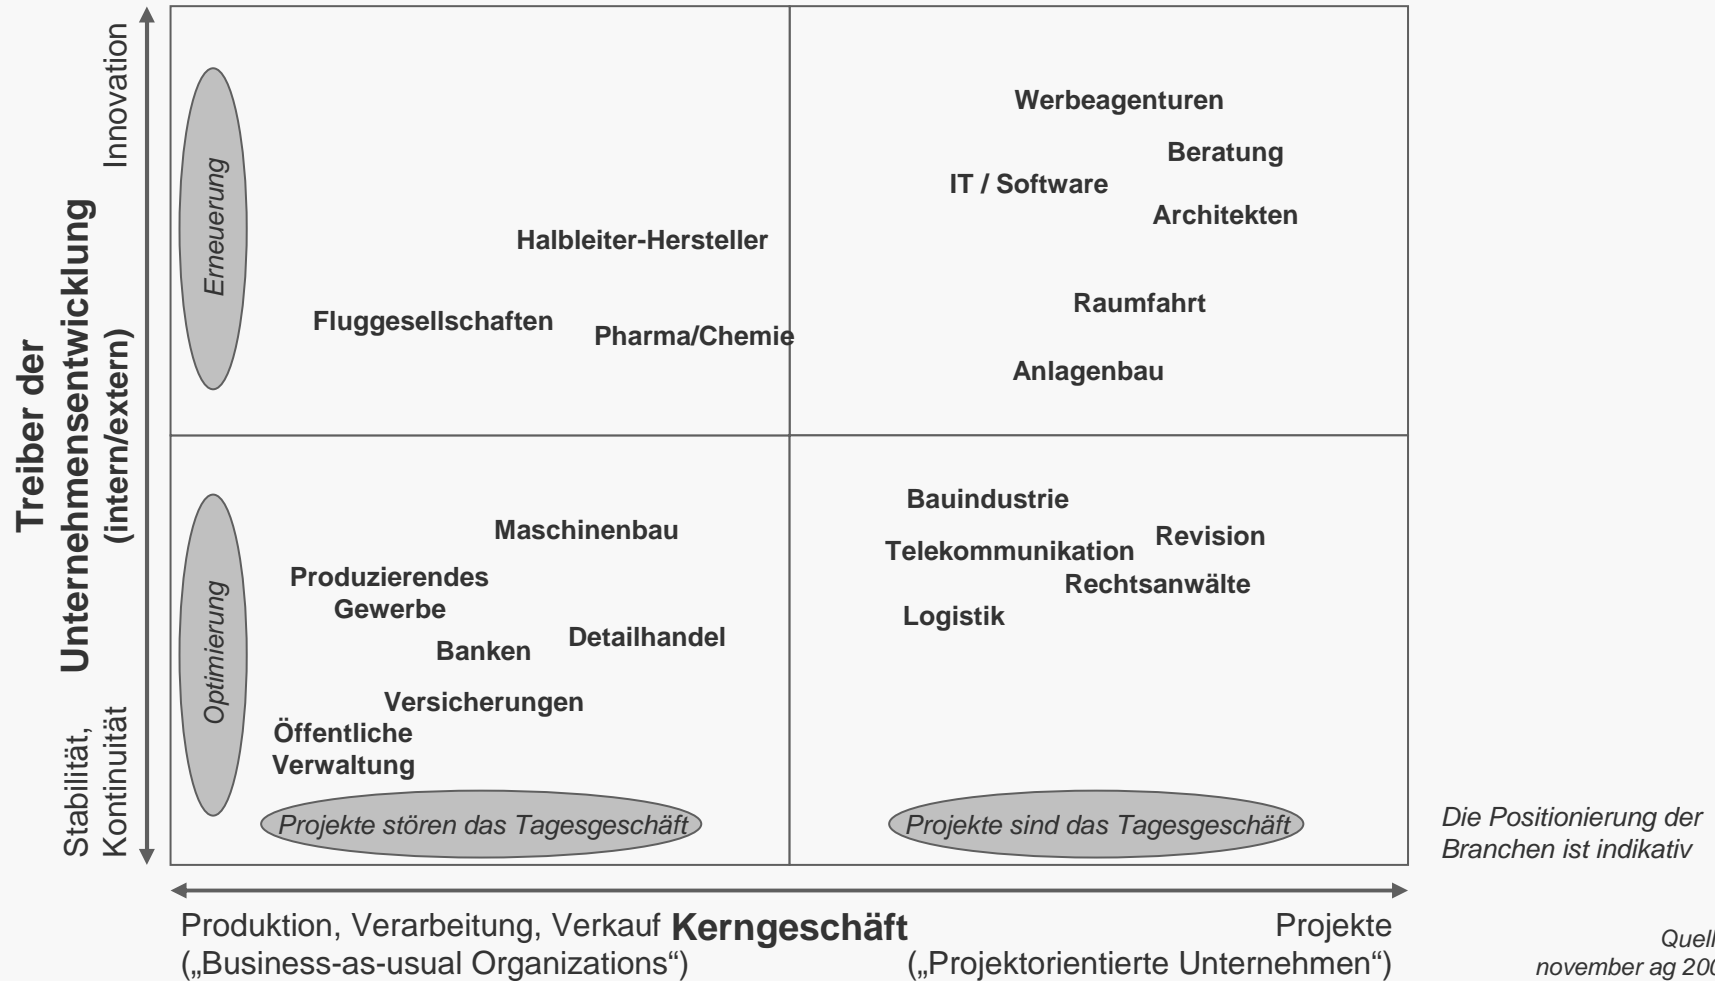 Treiber der
Unternehmensentwicklung
(intern/extern)
Innovation
Stabilität,
Kontinuität
Erneuerung
Optimierung
Werbeagenturen
Beratung
IT / Software
Architekten
Halbleiter-Hersteller
Raumfahrt
Fluggesellschaften
Pharma/Chemie
Anlagenbau
Bauindustrie
Maschinenbau
Revision
Telekommunikation
Produzierendes
Gewerbe
Rechtsanwälte
Logistik
Detailhandel
Banken
Versicherungen
Öffentliche
Verwaltung
Projekte stören das Tagesgeschäft
Projekte sind das Tagesgeschäft
Die Positionierung der
Branchen ist indikativ
Produktion, Verarbeitung, Verkauf Kerngeschäft Projekte
(„Business-as-usual Organizations“) („Projektorientierte Unternehmen“)
november ag